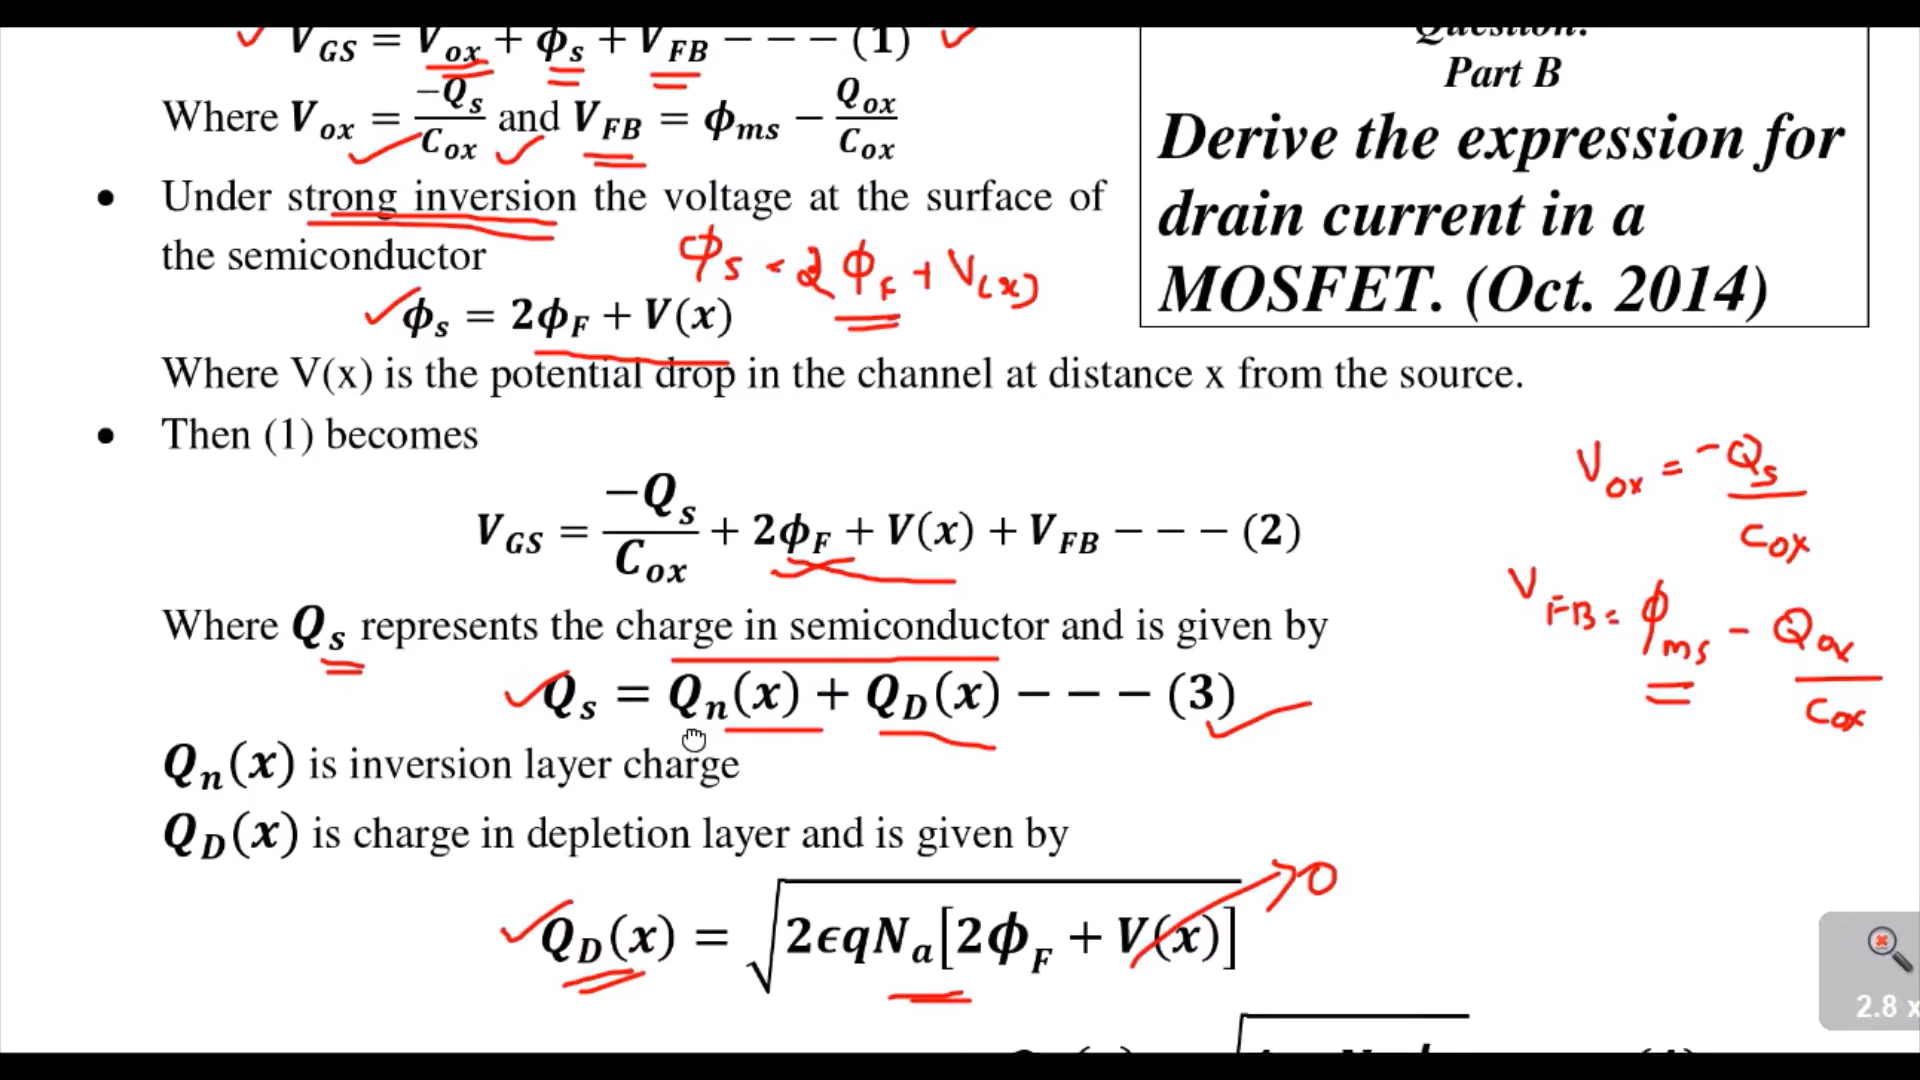 V_GS = V_ox + ϕ_s + V_FB − − − (1)
Where V_ox = −Q_s/C_ox and V_FB = ϕ_ms − Q_ox/C_ox
• Under strong inversion the voltage at the surface of
the semiconductor
ϕ_s = 2ϕ_F + V(x)
ϕ_s = 2ϕ_F + V(x)
Where V(x) is the potential drop in the channel at distance x from the source.
• Then (1) becomes
V_GS = −Q_s/C_ox + 2ϕ_F + V(x) + V_FB − − − (2)
Where Q_s represents the charge in semiconductor and is given by
Q_s = Q_n(x) + Q_D(x) − − − (3)
Q_n(x) is inversion layer charge
Q_D(x) is charge in depletion layer and is given by
Q_D(x) = √(2ϵqN_a[2ϕ_F + V(x)])
0
Question:
Part B
Derive the expression for
drain current in a
MOSFET. (Oct. 2014)
V_ox = −Q_s/C_ox
V_FB = ϕ_ms − Q_ox/C_ox
2.8 x